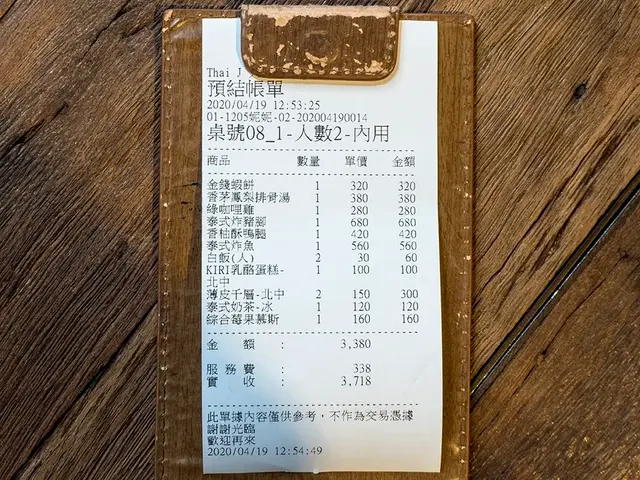 Thai J
預結帳單
2020/04/19 12:53:25
01-1205妮妮-02-202004190014
桌號08_1-人數2-內用
商品 數量 單價 金額
金錢蝦餅 1 320 320
香茅鳳梨排骨湯 1 380 380
綠咖哩雞 1 280 280
泰式炸豬腳 1 680 680
香柚酥鴨腿 1 420 420
泰式炸魚 1 560 560
白飯(人) 2 30 60
KIRI乳酪蛋糕- 1 100 100
北中
薄皮千層-北中 2 150 300
泰式奶茶-冰 1 120 120
綜合莓果慕斯 1 160 160
金 額 : 3,380
服 務 費 : 338
實 收 : 3,718
此單據內容僅供參考，不作為交易憑據
謝謝光臨
歡迎再來
2020/04/19 12:54:49